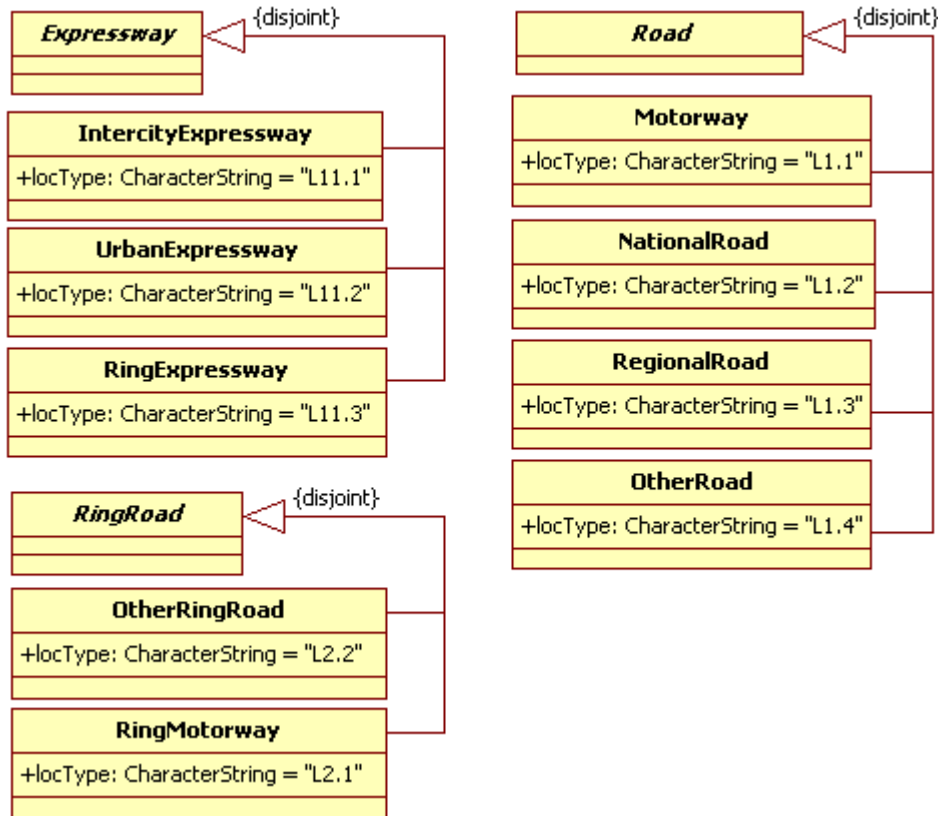 Expressway
{disjoint}
IntercityExpressway
+locType: CharacterString = "L11.1"
UrbanExpressway
+locType: CharacterString = "L11.2"
RingExpressway
+locType: CharacterString = "L11.3"
RingRoad
{disjoint}
OtherRingRoad
+locType: CharacterString = "L2.2"
RingMotorway
+locType: CharacterString = "L2.1"
Road
{disjoint}
Motorway
+locType: CharacterString = "L1.1"
NationalRoad
+locType: CharacterString = "L1.2"
RegionalRoad
+locType: CharacterString = "L1.3"
OtherRoad
+locType: CharacterString = "L1.4"